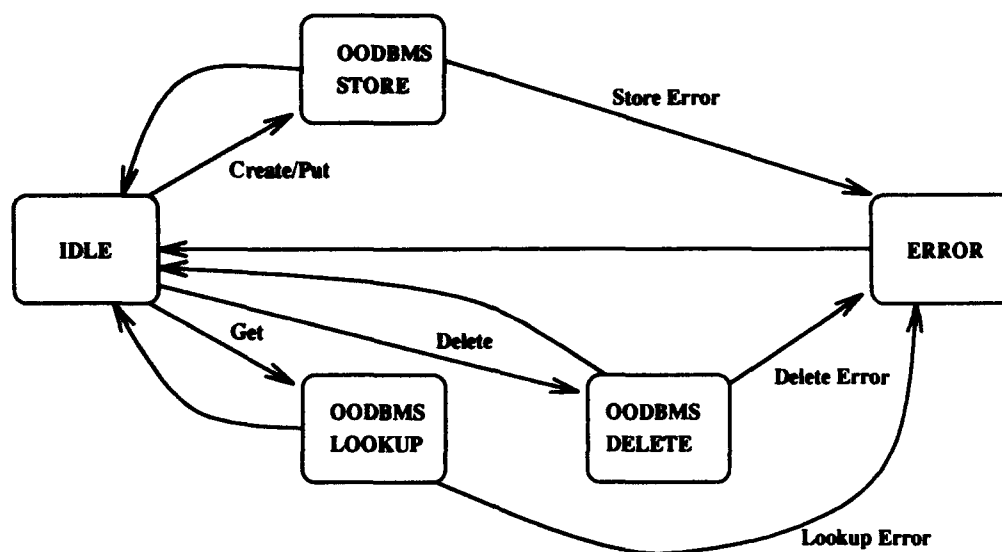 OODBMS
STORE
Store Error
Create/Put
IDLE
ERROR
Get
Delete
Delete Error
OODBMS
LOOKUP
OODBMS
DELETE
Lookup Error